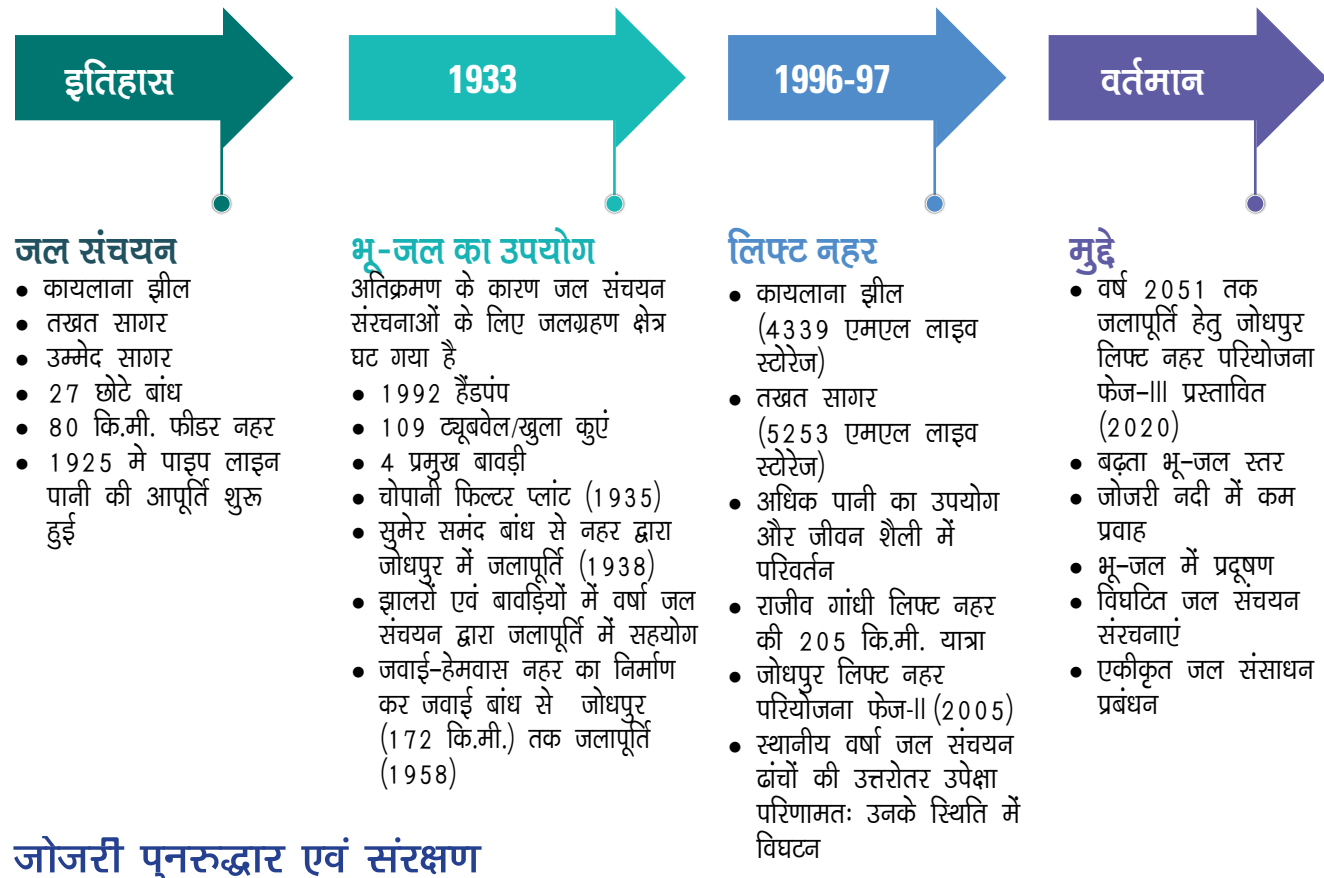 इतिहास
1933
1996-97
वर्तमान
जल संचयन
• कायलाना झील
• तखत सागर
• उम्मेद सागर
• 27 छोटे बांध
• 80 कि.मी. फीडर नहर
• 1925 मे पाइप लाइन
पानी की आपूर्ति शुरू
हुई
भू-जल का उपयोग
अतिक्रमण के कारण जल संचयन
संरचनाओं के लिए जलग्रहण क्षेत्र
घट गया है
• 1992 हैंडपंप
• 109 ट्यूबवेल/खुला कुएं
• 4 प्रमुख बावड़ी
• चोपानी फिल्टर प्लांट (1935)
• सुमेर समंद बांध से नहर द्वारा
जोधपुर में जलापूर्ति (1938)
• झालरों एवं बावड़ियों में वर्षा जल
संचयन द्वारा जलापूर्ति में सहयोग
• जवाई-हेमवास नहर का निर्माण
कर जवाई बांध से जोधपुर
(172 कि.मी.) तक जलापूर्ति
(1958)
लिफ्ट नहर
• कायलाना झील
(4339 एमएल लाइव
स्टोरेज)
• तखत सागर
(5253 एमएल लाइव
स्टोरेज)
• अधिक पानी का उपयोग
और जीवन शैली में
परिवर्तन
• राजीव गांधी लिफ्ट नहर
की 205 कि.मी. यात्रा
• जोधपुर लिफ्ट नहर
परियोजना फेज-II (2005)
• स्थानीय वर्षा जल संचयन
ढांचों की उत्तरोतर उपेक्षा
परिणामतः उनके स्थिति में
विघटन
मुद्दे
• वर्ष 2051 तक
जलापूर्ति हेतु जोधपुर
लिफ्ट नहर परियोजना
फेज-III प्रस्तावित
(2020)
• बढ़ता भू-जल स्तर
• जोजरी नदी में कम
प्रवाह
• भू-जल में प्रदूषण
• विघटित जल संचयन
संरचनाएं
• एकीकृत जल संसाधन
प्रबंधन
जोजरी पुनरुद्धार एवं संरक्षण